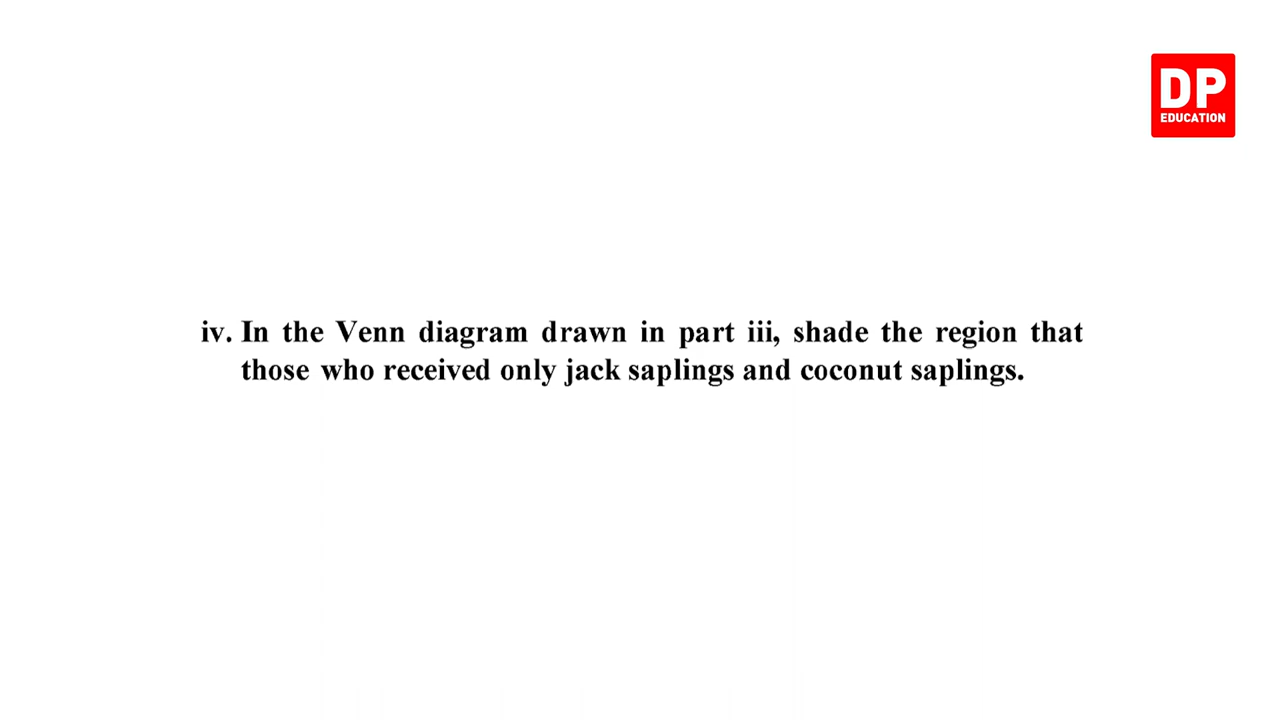 DP
EDUCATION
iv. In the Venn diagram drawn in part iii, shade the region that
those who received only jack saplings and coconut saplings.